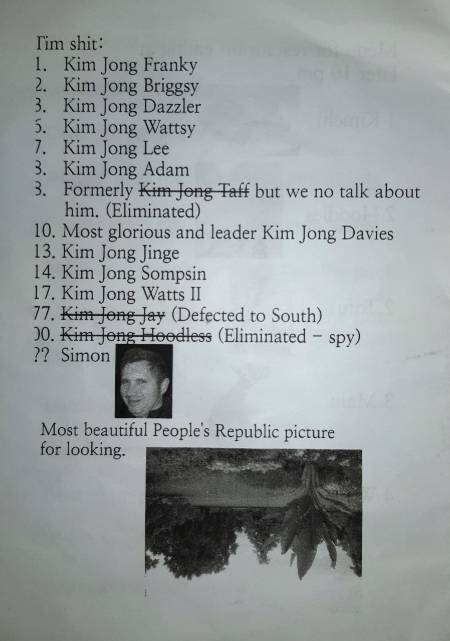 Tim shit:
1. Kim Jong Franky
2. Kim Jong Briggsy
3. Kim Jong Dazzler
5. Kim Jong Wattsy
7. Kim Jong Lee
3. Kim Jong Adam
3. Formerly Kim Jong Taff but we no talk about
him. (Eliminated)
10. Most glorious and leader Kim Jong Davies
13. Kim Jong Jinge
14. Kim Jong Sompsin
17. Kim Jong Watts II
77. Kim Jong Jay (Defected to South)
00. Kim Jong Hoodless (Eliminated - spy)
?? Simon
Most beautiful People's Republic picture
for looking.